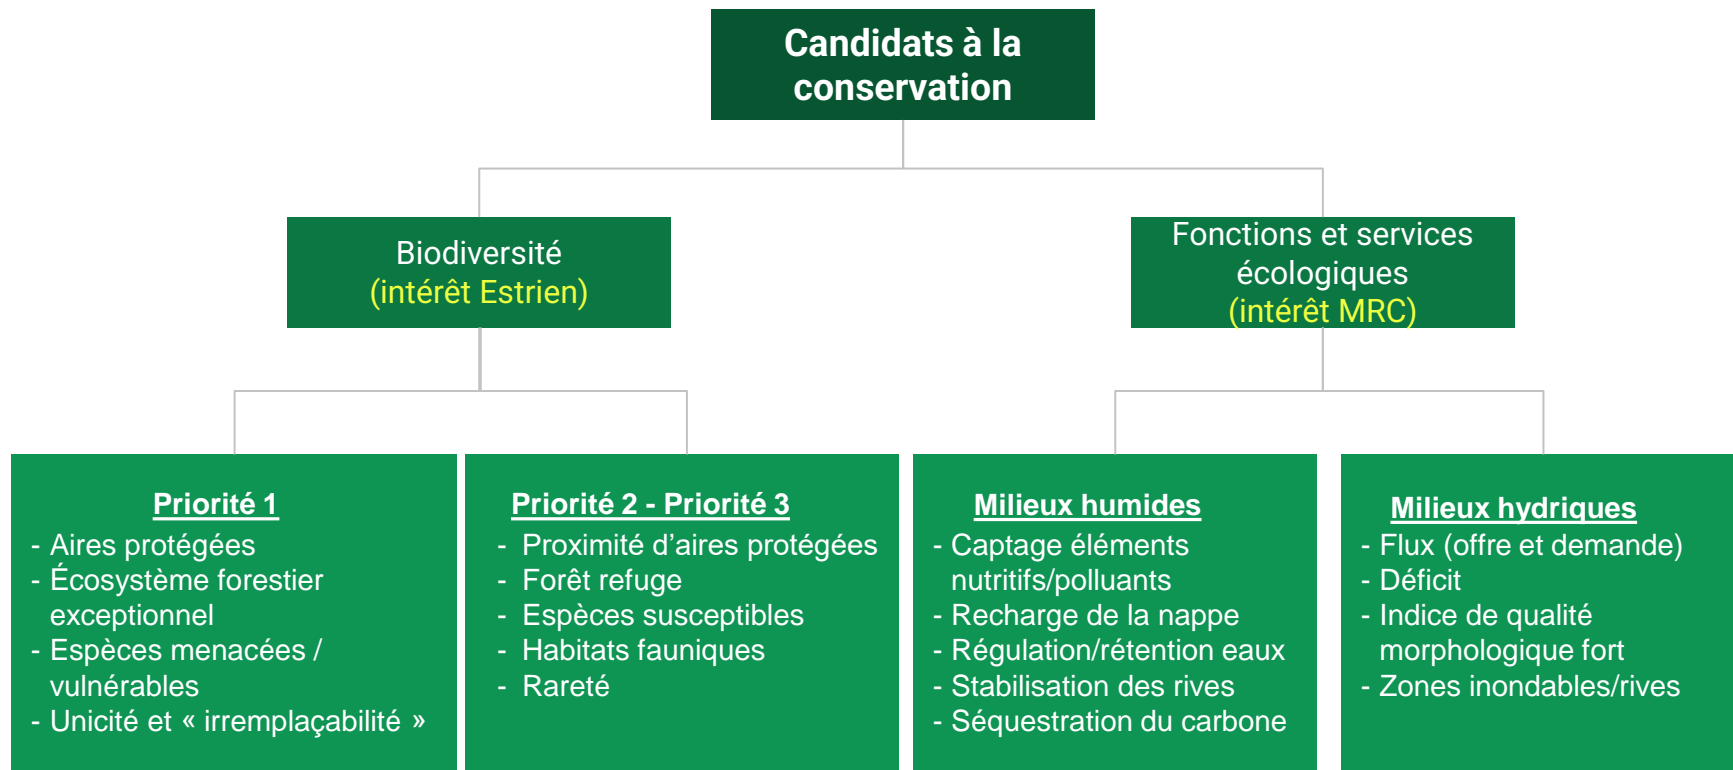 Candidats à la
conservation
Biodiversité
(intérêt Estrien)
Fonctions et services
écologiques
(intérêt MRC)
Priorité 1
- Aires protégées
- Écosystème forestier
exceptionnel
- Espèces menacées /
vulnérables
- Unicité et « irremplaçabilité »
Priorité 2 - Priorité 3
- Proximité d’aires protégées
- Forêt refuge
- Espèces susceptibles
- Habitats fauniques
- Rareté
Milieux humides
- Captage éléments
nutritifs/polluants
- Recharge de la nappe
- Régulation/rétention eaux
- Stabilisation des rives
- Séquestration du carbone
Milieux hydriques
- Flux (offre et demande)
- Déficit
- Indice de qualité
morphologique fort
- Zones inondables/rives